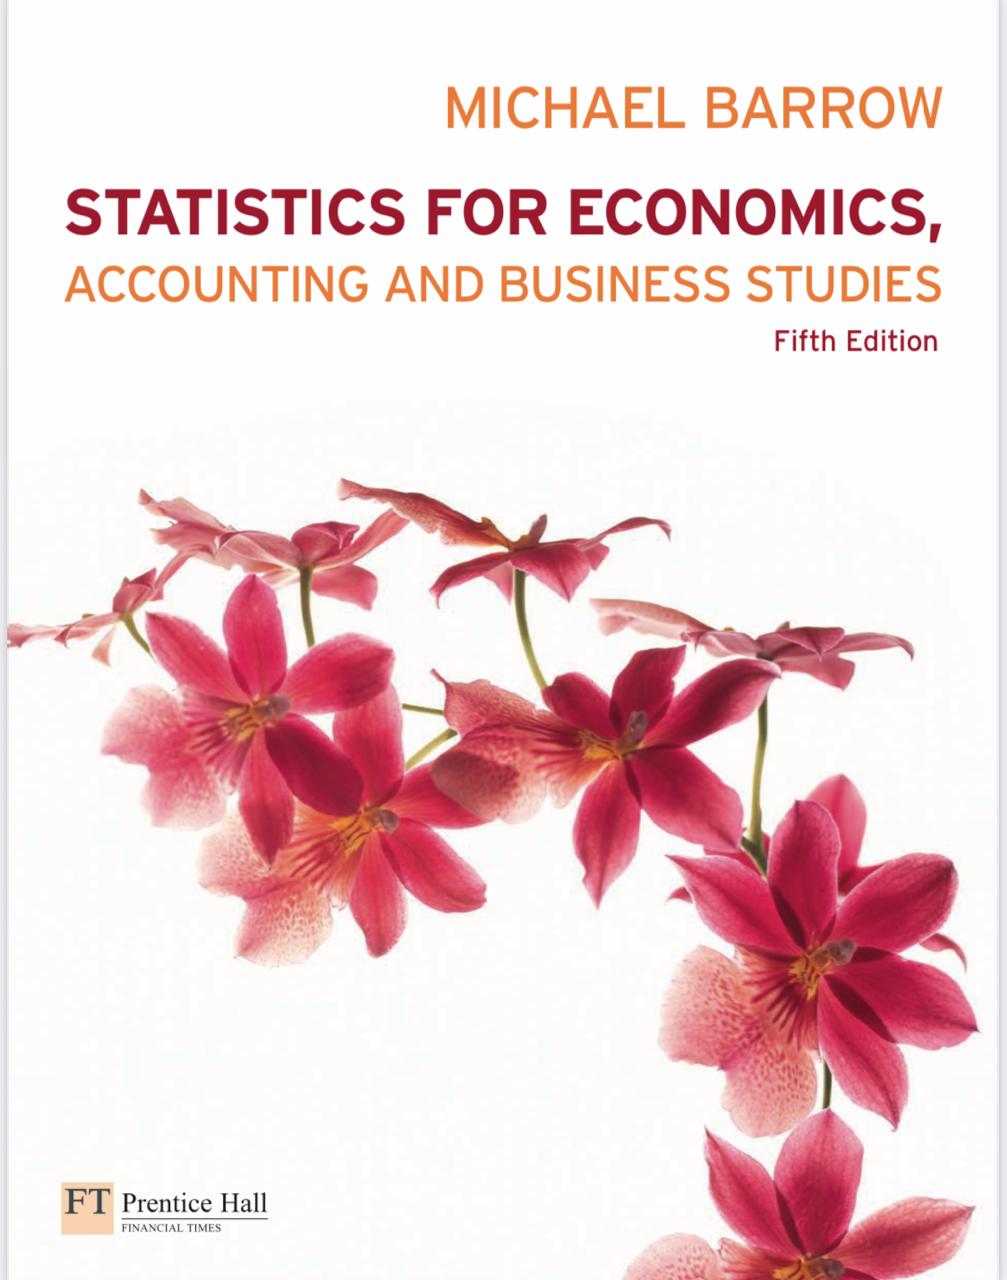 MICHAEL BARROW
STATISTICS FOR ECONOMICS,
ACCOUNTING AND BUSINESS STUDIES
Fifth Edition
FT Prentice Hall
FINANCIAL TIMES